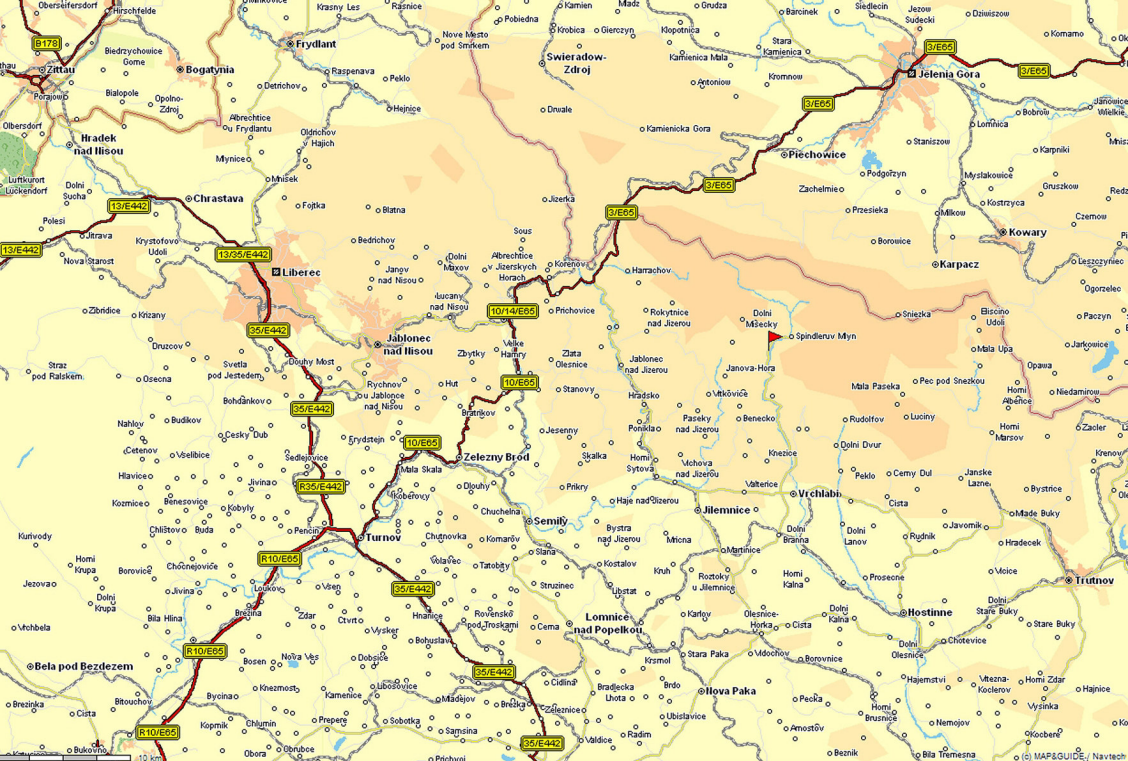 Hirschfelde
Winkov
Krasny Les
Rasnice
Pobiedna
Kamien
Madz
Grudza
Barcinek
Siedlecin
Jezow
Sudecki
Dziwiszow
B178
Zittau
Biedrzychowice
Gorne
Bogatynia
Frydlant
Nove Mesto
pod Smrkem
Krobica
Gierczyn
Kłopotnica
Stara
Kamienica
Komarno
3/E65
Swieradow-
Zdroj
Kamienica Mala
Kromnow
Antoniow
Jelenia Gora
3/E65
Raspenava
Peklo
Detrichov
Porajow
Bialopole
Opolno-
Zdroj
Hejnice
Drwale
3/E65
Janowice
Wielkie
Bobrow
Lomnica
Olbersdorf
Hradek
nad Nisou
Albrechtice
u Frydlantu
Oldrichov
v Hajich
Kamienicka Gora
Staniszow
Karpniki
Mlynice
Piechowice
Luftkurort
Luckendorf
Dolni
Sucha
Mnisek
3/E65
Podgorzyn
Myslakowice
Gruszkow
Chrastava
Zachelmie
Kostrzyca
13/E442
Fojtka
Blatna
Jizerka
3/E65
Przesieka
Milkow
Czernow
Polesi
Jitrava
Krystofovo
Udoli
Sous
Kowary
13/E442
Bedrichov
Borowice
Nova Starost
13/35/E442
Liberec
Janov
nad Nisou
Dolni
Maxov
Albrechtice
v Jizerskych
Horach
Korenov
Harrachov
Karpacz
Leszczyniec
Ogorzelec
Lucany
nad Nisou
Zibridice
Krizany
10/14/E65
Prichovice
Rokytnice
nad Jizerou
Dolni
Misecky
Sniezka
Eliscino
Udoli
Paczyn
35/E442
Jablonec
nad Nisou
Spindleruv Mlyn
Druzcov
Douhy Most
Velke
Hamry
Zbytky
Zlata
Olesnice
Jablonec
nad Jizerou
Janova-Hora
Mala Upa
Jarkowice
Straz
pod Ralskem
Svetla
pod Jestedem
Opawa
Osecna
Rychnov
u Jablonce
nad Nisou
Hut
10/E65
Stanovy
Hradsko
Vitkovice
Mala Paseka
Pec pod Snezkou
Horni
Albence
Niedamirow
Bohdánkov
35/E442
Bratrikov
Paseky
nad Jizerou
Benecko
Rudolfov
Luciny
Nahlov
Budikov
Cesky Dub
Frydstejn
10/E65
Jesenny
Ponikla
Horni
Marsov
Zacler
Cetenov
Vselibice
Sedlejovice
Zelezny Brod
Skalka
Horni
Sytova
Vichova
nad Jizerou
Knezice
Dolni Dvur
Krenov
Hlavice
Jivina
Mala Skala
Peklo
Cerny Dul
Janske
Lazne
R35/E442
Koberovy
Dlouhy
Prikry
Valterice
Vrchlabi
Bystrice
Kozmice
Benesovice
Kobyly
Chuchelna
Haje nad Jizerou
Jilemnice
Cista
Made Buky
Chlištov
Buda
Pencin
Semily
Bystra
nad Jizerou
Javornik
Kurivody
Turnov
Chutnovka
Komarov
Mricna
Dolni
Branna
Dolni
Lanov
Rudnik
Hradecek
Horni
Krupa
Borovice
Chocnejovice
R10/E65
Volavec
Tatobity
Slana
Kostalov
Martinice
Vlcice
Jezova
Jivina
Loukov
Vsen
35/E442
Struzinec
Kruh
Roztoky
u Jilemnice
Horni
Kalna
Prosecne
Trutnov
Dolni
Krupa
Libstat
Vrchbela
Bila Hlina
Brezina
Zdar
Ctvrto
Hnanice
Rovensko
pod Troskami
Lomnice
nad Popelkou
Karlov
Olesnice-
Horka
Cista
Dolni
Kalna
Hostinne
Dolni
Stare Buky
Vysker
Cerna
Stare Buky
R10/E65
Bohuslav
Dolni
Olesnice
Chotevice
Bela pod Bezdezem
Bosen
Nova Ves
Dobsice
Krsmol
Stara Paka
Vidochov
Borovnice
35/E442
Hajemství
Vitezna-
Koclerov
Horni Zdar
Hajnice
Brezinka
Bitouchov
Bycina
Knezmost
Kamenice
Libosovice
Madejov
Brezka
Cidlina
Bradlecka
Lhota
Brdo
Nova Paka
Pecka
Horni
Brusnice
Vysinka
Cista
Zeleznice
Ubislavice
R10/E65
Koprnik
Chlumin
Prepere
Sobotka
Samsina
35/E442
Valdice
Radim
Amostov
Nemojov
Kocbere
Bukovno
10 km
Obora
Obrubce
Prichvoj
Beznik
Bila Tremesna
(c) MAP&GUIDE / Navtech